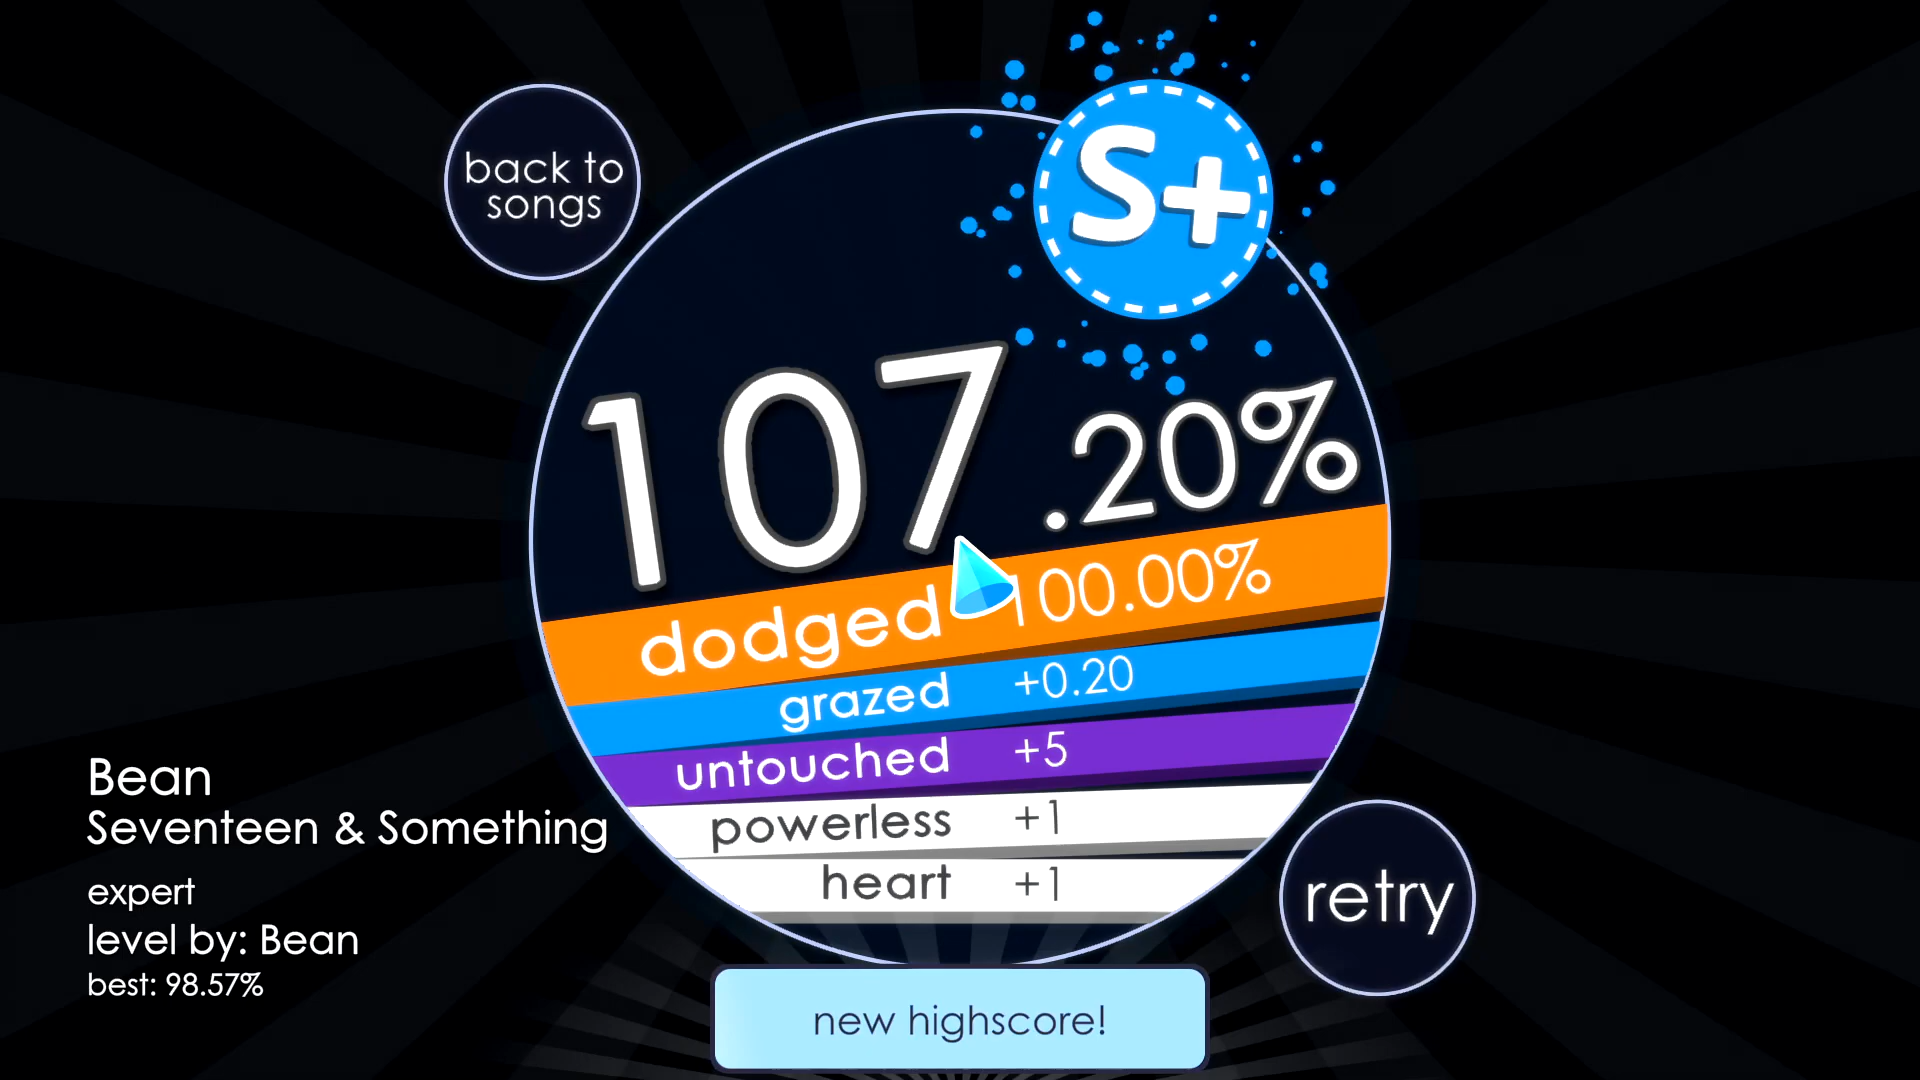 back to
songs
S+
107.20%
dodged 100.00%
grazed +0.20
untouched +5
powerless +1
heart +1
Bean
Seventeen & Something
expert
level by: Bean
best: 98.57%
retry
new highscore!